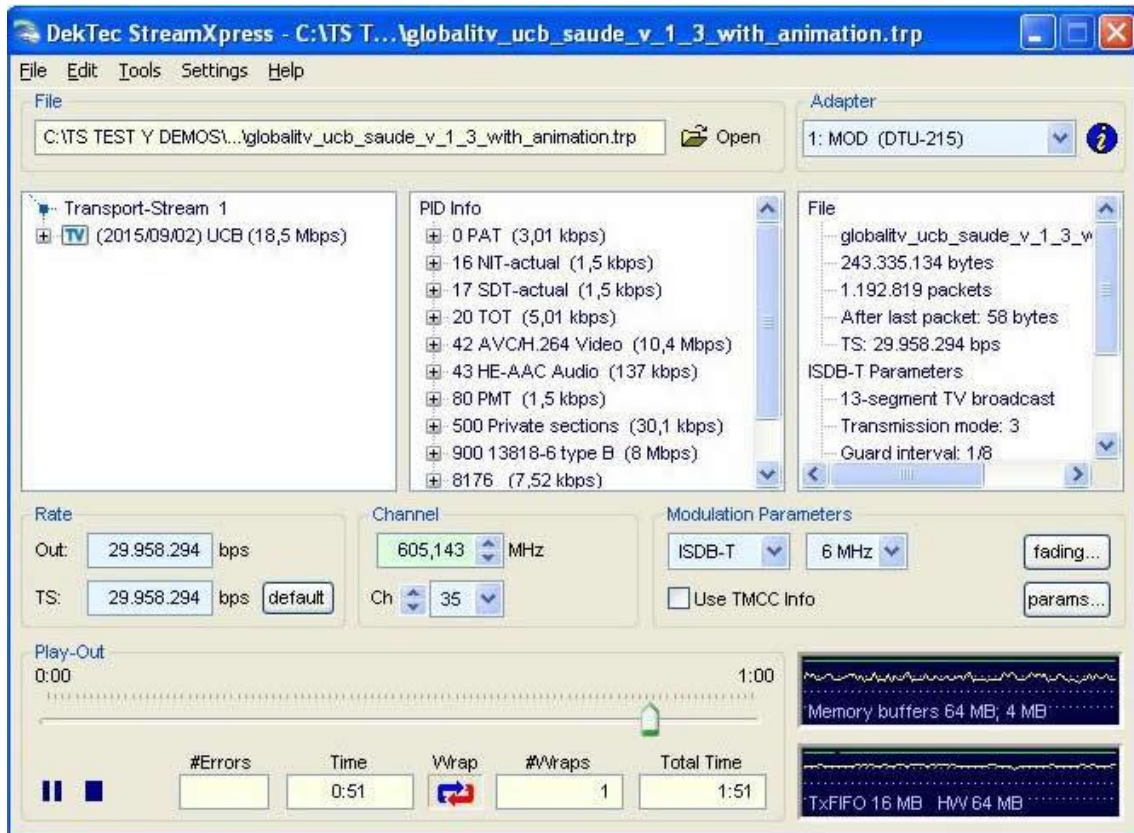 DekTec StreamXpress - C:\TS T...\globaltv_ucb_saude_v_1_3_with_animation.trp
File Edit Tools Settings Help
File
C:\TS TEST Y DEMOS\...\globaltv_ucb_saude_v_1_3_with_animation.trp
Open
Adapter
1: MOD (DTU-215)
Transport-Stream 1
TV (2015/09/02) UCB (18,5 Mbps)
PID Info
0 PAT (3,01 kbps)
16 NIT-actual (1,5 kbps)
17 SDT-actual (1,5 kbps)
20 TOT (5,01 kbps)
42 AVC/H.264 Video (10,4 Mbps)
43 HE-AAC Audio (137 kbps)
80 PMT (1,5 kbps)
500 Private sections (30,1 kbps)
900 13818-6 type B (8 Mbps)
8176 (7,52 kbps)
File
globaltv_ucb_saude_v_1_3_w
243.335.134 bytes
1.192.819 packets
After last packet: 58 bytes
TS: 29.958.294 bps
ISDB-T Parameters
13-segment TV broadcast
Transmission mode: 3
Guard interval: 1/8
Rate
Out: 29.958.294 bps
TS: 29.958.294 bps default
Channel
605,143 MHz
Ch 35
Modulation Parameters
ISDB-T 6 MHz fading...
Use TMCC Info params...
Play-Out
0:00 1:00
#Errors Time Wrap #Wraps Total Time
0:51 1 1:51
Memory buffers 64 MB; 4 MB
TxFIFO 16 MB HW 64 MB